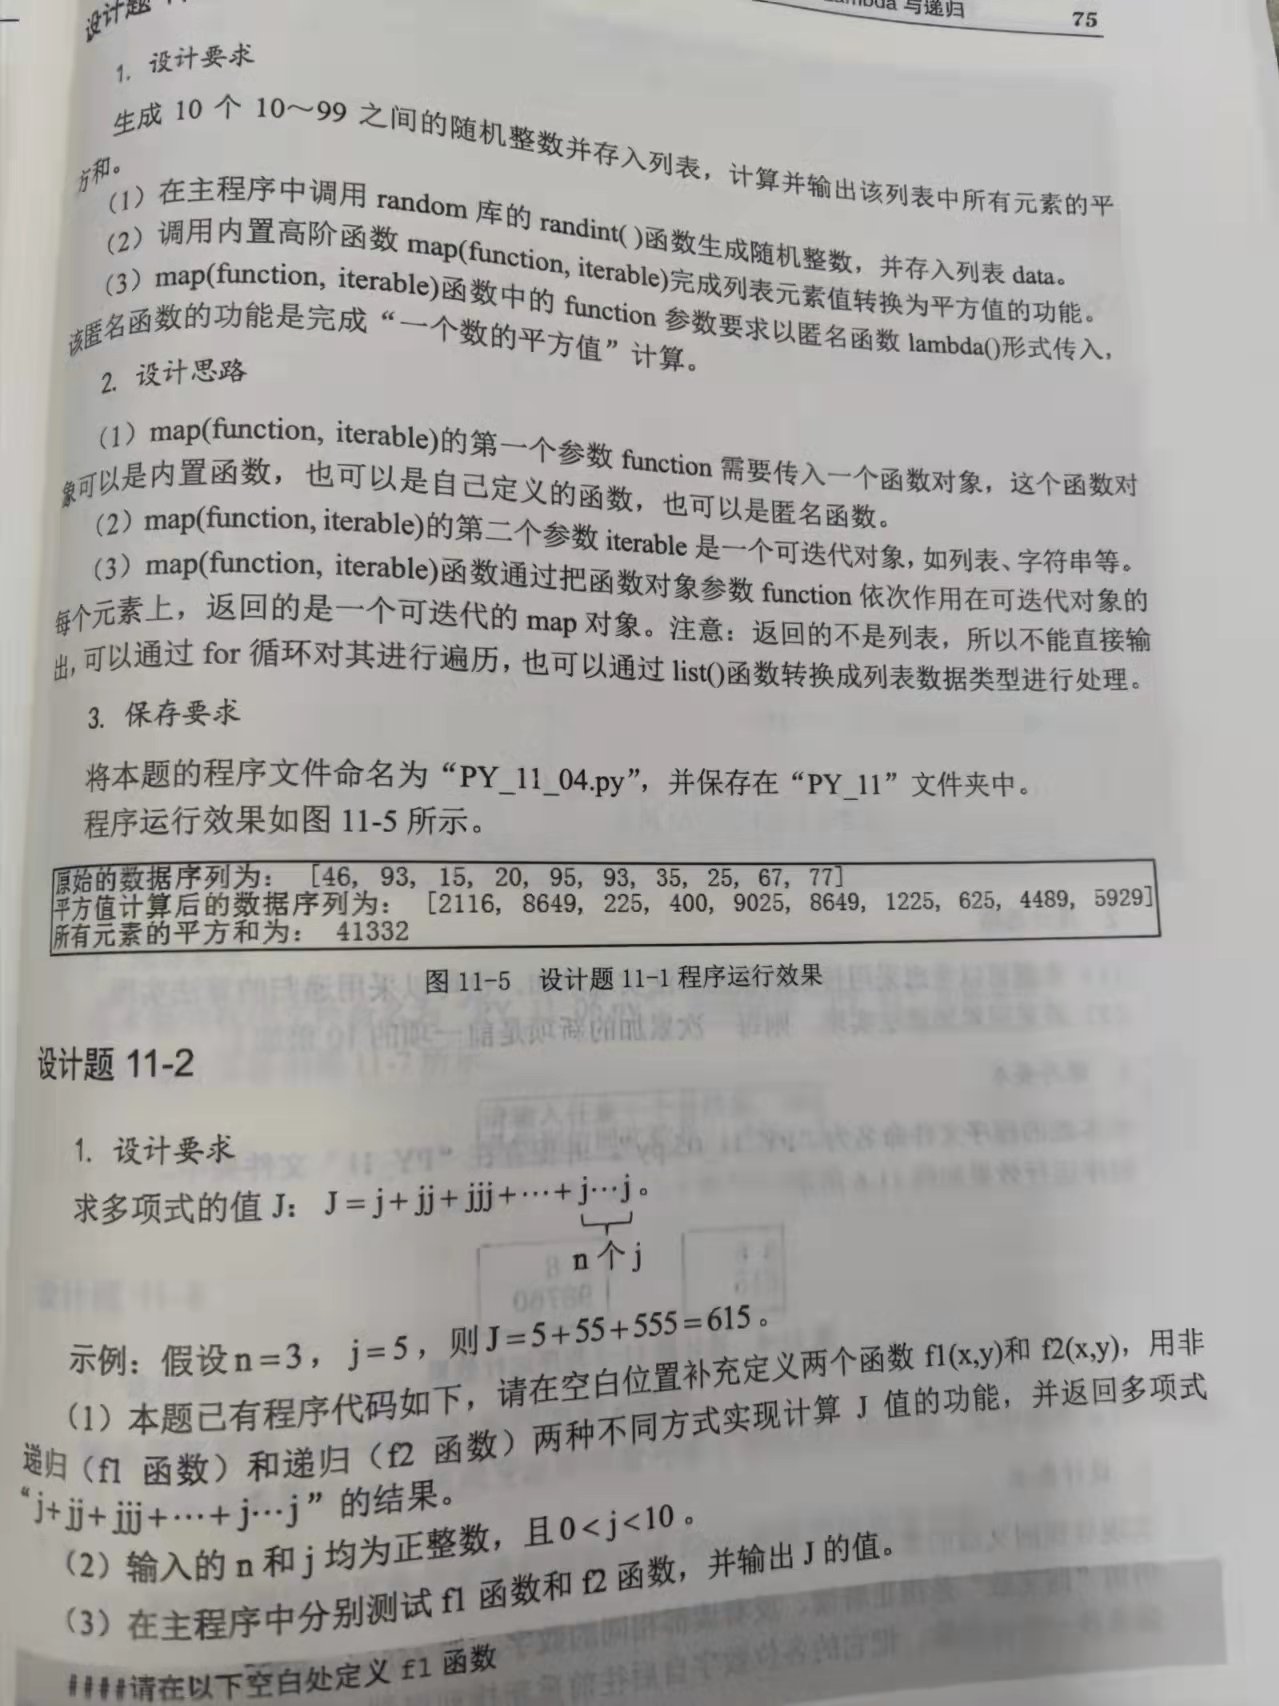 设计题
与递归
75
1. 设计要求
生成 10 个 10～99 之间的随机整数并存入列表，计算并输出该列表中所有元素的平
方和。
（1）在主程序中调用 random 库的 randint( )函数生成随机整数，并存入列表 data。
（2）调用内置高阶函数 map(function, iterable)完成列表元素值转换为平方值的功能。
（3）map(function, iterable)函数中的 function 参数要求以匿名函数 lambda()形式传入，
该匿名函数的功能是完成“一个数的平方值”计算。
2. 设计思路
（1）map(function, iterable)的第一个参数 function 需要传入一个函数对象，这个函数对
象可以是内置函数，也可以是自己定义的函数，也可以是匿名函数。
（2）map(function, iterable)的第二个参数 iterable 是一个可迭代对象，如列表、字符串等。
（3）map(function, iterable)函数通过把函数对象参数 function 依次作用在可迭代对象的
每个元素上，返回的是一个可迭代的 map 对象。注意：返回的不是列表，所以不能直接输
出，可以通过 for 循环对其进行遍历，也可以通过 list()函数转换成列表数据类型进行处理。
3. 保存要求
将本题的程序文件命名为“PY_11_04.py”，并保存在“PY_11”文件夹中。
程序运行效果如图 11-5 所示。
原始的数据序列为： [46, 93, 15, 20, 95, 93, 35, 25, 67, 77]
平方值计算后的数据序列为： [2116, 8649, 225, 400, 9025, 8649, 1225, 625, 4489, 5929]
所有元素的平方和为： 41332
图 11-5 设计题 11-1 程序运行效果
设计题 11-2
1. 设计要求
求多项式的值 J：J=j+jj+jjj+···+j···j。
n 个 j
示例：假设 n=3，j=5，则 J=5+55+555=615。
（1）本题已有程序代码如下，请在空白位置补充定义两个函数 f1(x,y)和 f2(x,y)，用非
递归（f1 函数）和递归（f2 函数）两种不同方式实现计算 J 值的功能，并返回多项式
“j+jj+jjj+···+j···j”的结果。
（2）输入的 n 和 j 均为正整数，且 0<j<10。
（3）在主程序中分别测试 f1 函数和 f2 函数，并输出 J 的值。
####请在以下空白处定义 f1 函数